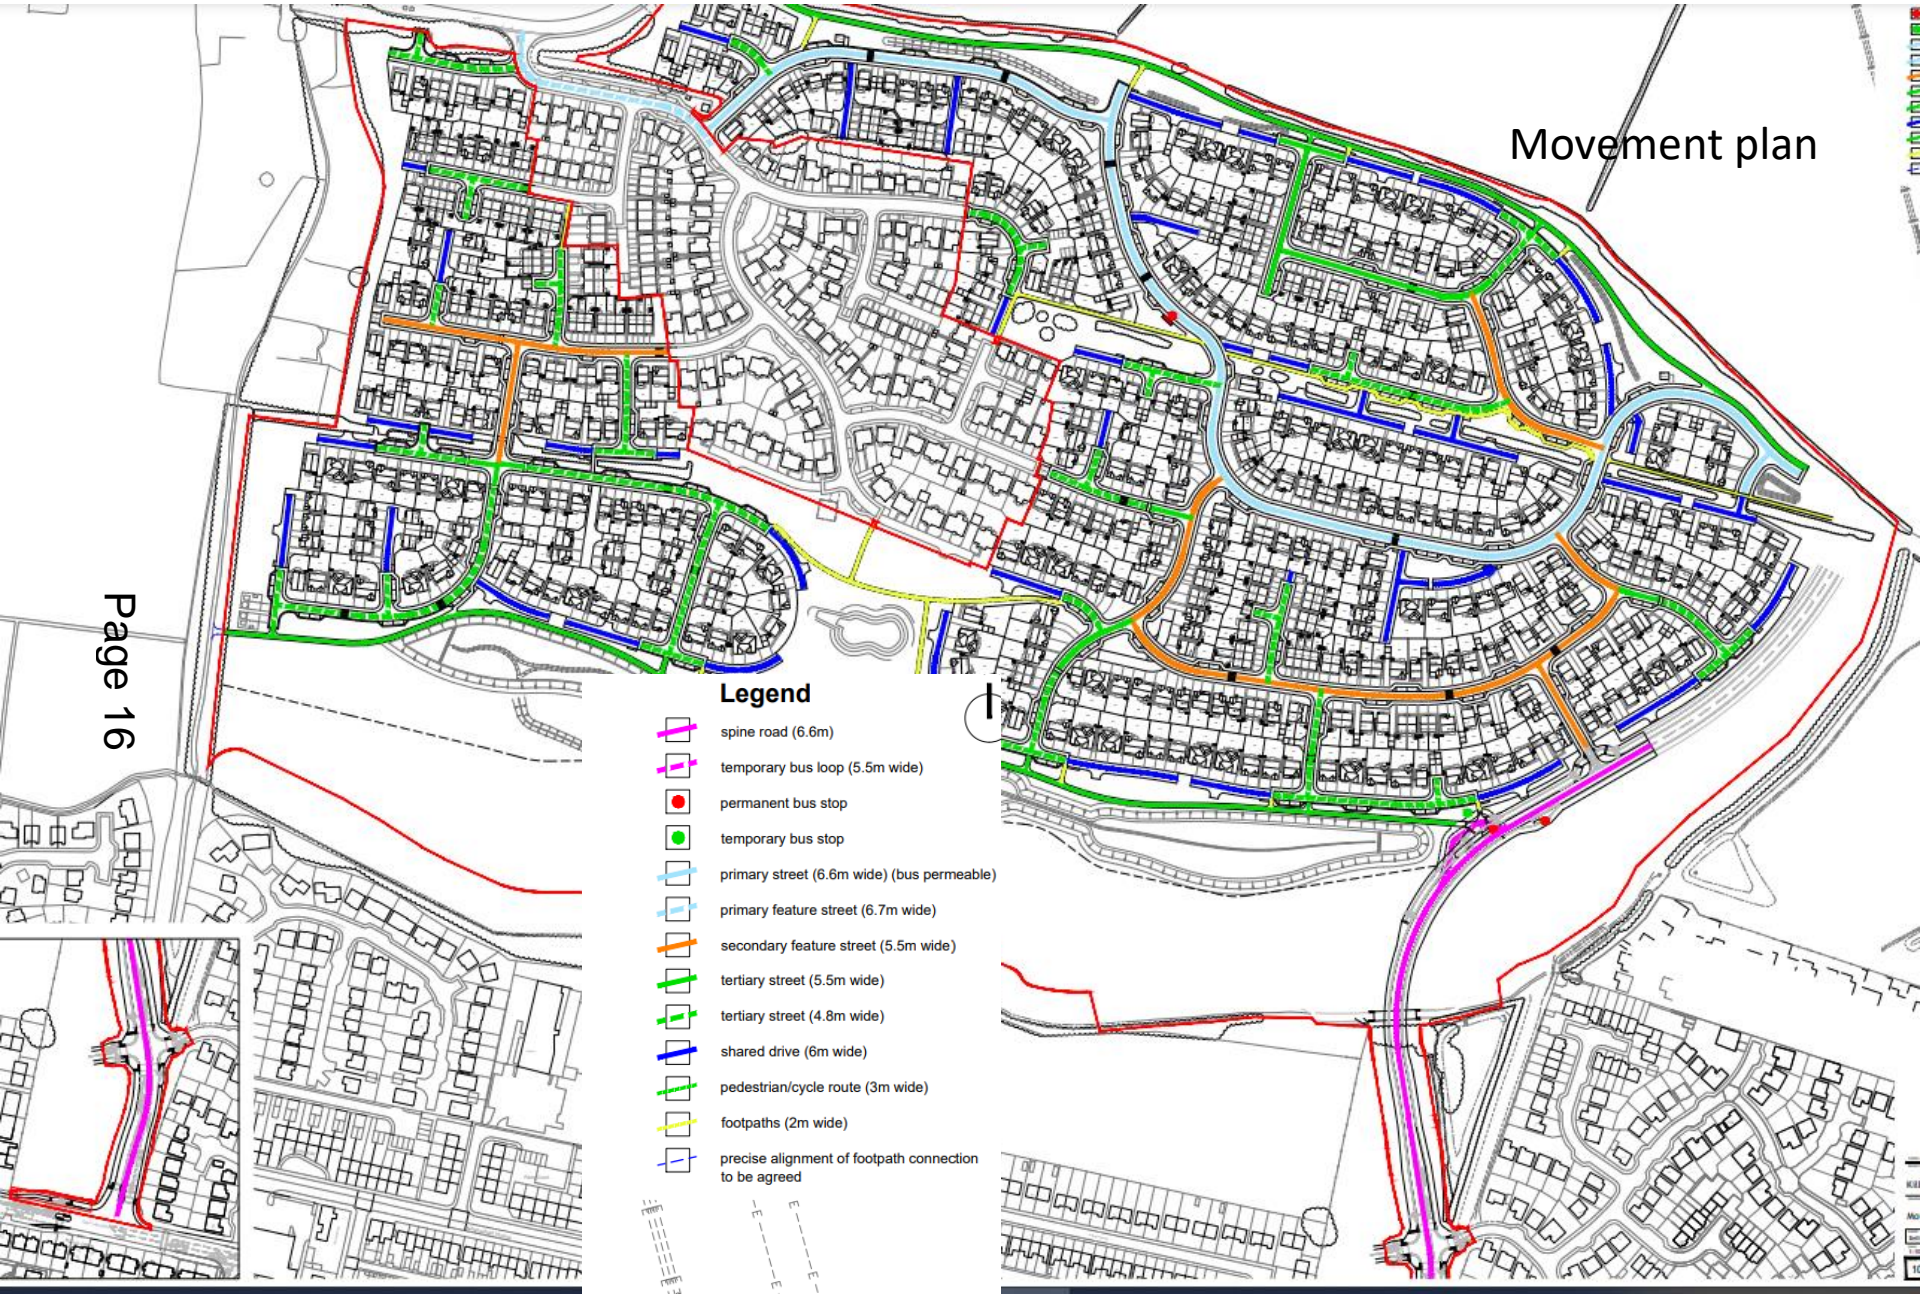 Movement plan
Page 16
Legend
spine road (6.6m)
temporary bus loop (5.5m wide)
permanent bus stop
temporary bus stop
primary street (6.6m wide) (bus permeable)
primary feature street (6.7m wide)
secondary feature street (5.5m wide)
tertiary street (5.5m wide)
tertiary street (4.8m wide)
shared drive (6m wide)
pedestrian/cycle route (3m wide)
footpaths (2m wide)
precise alignment of footpath connection
to be agreed